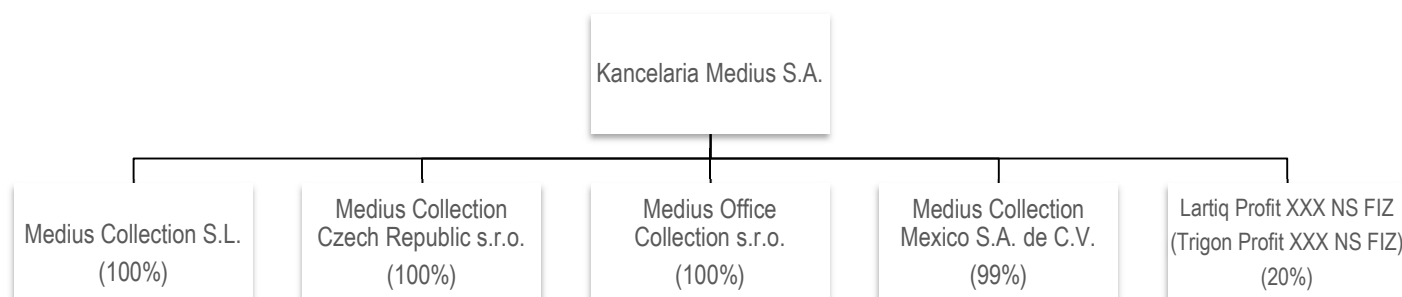 Kancelaria Medius S.A.
Medius Collection S.L.
(100%)
Medius Collection
Czech Republic s.r.o.
(100%)
Medius Office
Collection s.r.o.
(100%)
Medius Collection
Mexico S.A. de C.V.
(99%)
Lartiq Profit XXX NS FIZ
(Trigon Profit XXX NS FIZ)
(20%)